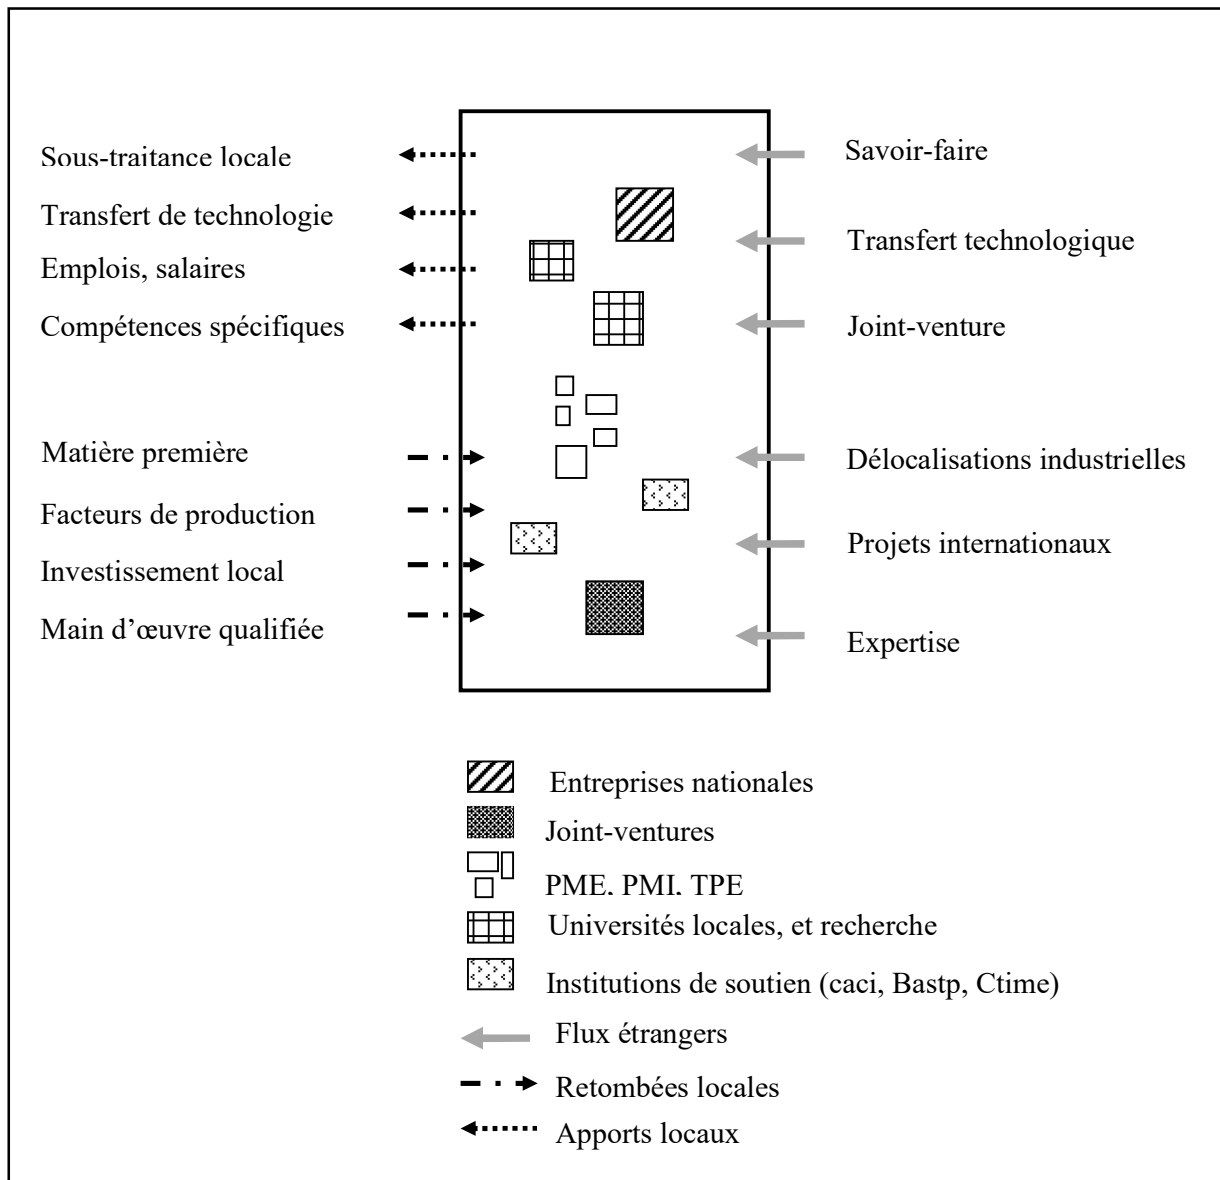 Sous-traitance locale
Transfert de technologie
Emplois, salaires
Compétences spécifiques
Matière première
Facteurs de production
Investissement local
Main d’œuvre qualifiée
Savoir-faire
Transfert technologique
Joint-venture
Délocalisations industrielles
Projets internationaux
Expertise
Entreprises nationales
Joint-ventures
PME, PMI, TPE
Universités locales, et recherche
Institutions de soutien (caci, Bastp, Ctime)
Flux étrangers
Retombées locales
Apports locaux